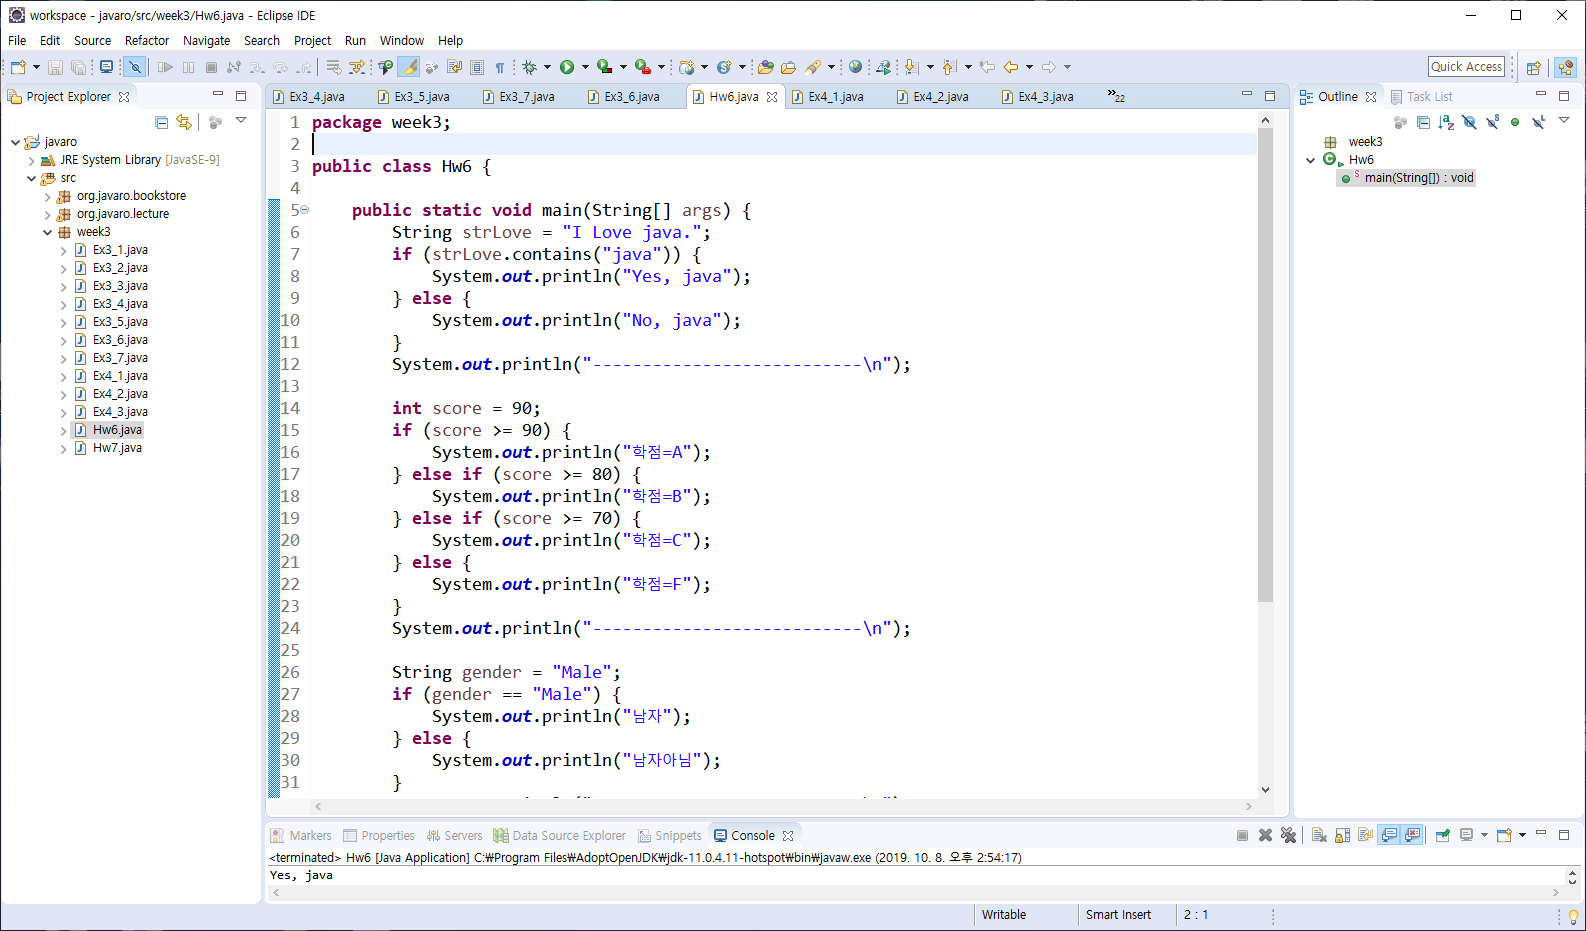 workspace - javaro/src/week3/Hw6.java - Eclipse IDE
File Edit Source Refactor Navigate Search Project Run Window Help
Quick Access
Project Explorer
javaro
JRE System Library [JavaSE-9]
src
org.javaro.bookstore
org.javaro.lecture
week3
Ex3_1.java
Ex3_2.java
Ex3_3.java
Ex3_4.java
Ex3_5.java
Ex3_6.java
Ex3_7.java
Ex4_1.java
Ex4_2.java
Ex4_3.java
Hw6.java
Hw7.java
Ex3_4.java Ex3_5.java Ex3_7.java Ex3_6.java Hw6.java Ex4_1.java Ex4_2.java Ex4_3.java »22
1 package week3;
2
3 public class Hw6 {
4
5 public static void main(String[] args) {
6 String strLove = "I Love java.";
7 if (strLove.contains("java")) {
8 System.out.println("Yes, java");
9 } else {
10 System.out.println("No, java");
11 }
12 System.out.println("---------------------------\n");
13
14 int score = 90;
15 if (score >= 90) {
16 System.out.println("학점=A");
17 } else if (score >= 80) {
18 System.out.println("학점=B");
19 } else if (score >= 70) {
20 System.out.println("학점=C");
21 } else {
22 System.out.println("학점=F");
23 }
24 System.out.println("---------------------------\n");
25
26 String gender = "Male";
27 if (gender == "Male") {
28 System.out.println("남자");
29 } else {
30 System.out.println("남자아님");
31 }
Outline Task List
week3
Hw6
main(String[]) : void
Markers Properties Servers Data Source Explorer Snippets Console
<terminated> Hw6 [Java Application] C:₩Program Files₩AdoptOpenJDK₩jdk-11.0.4.11-hotspot₩bin₩javaw.exe (2019. 10. 8. 오후 2:54:17)
Yes, java
Writable Smart Insert 2 : 1